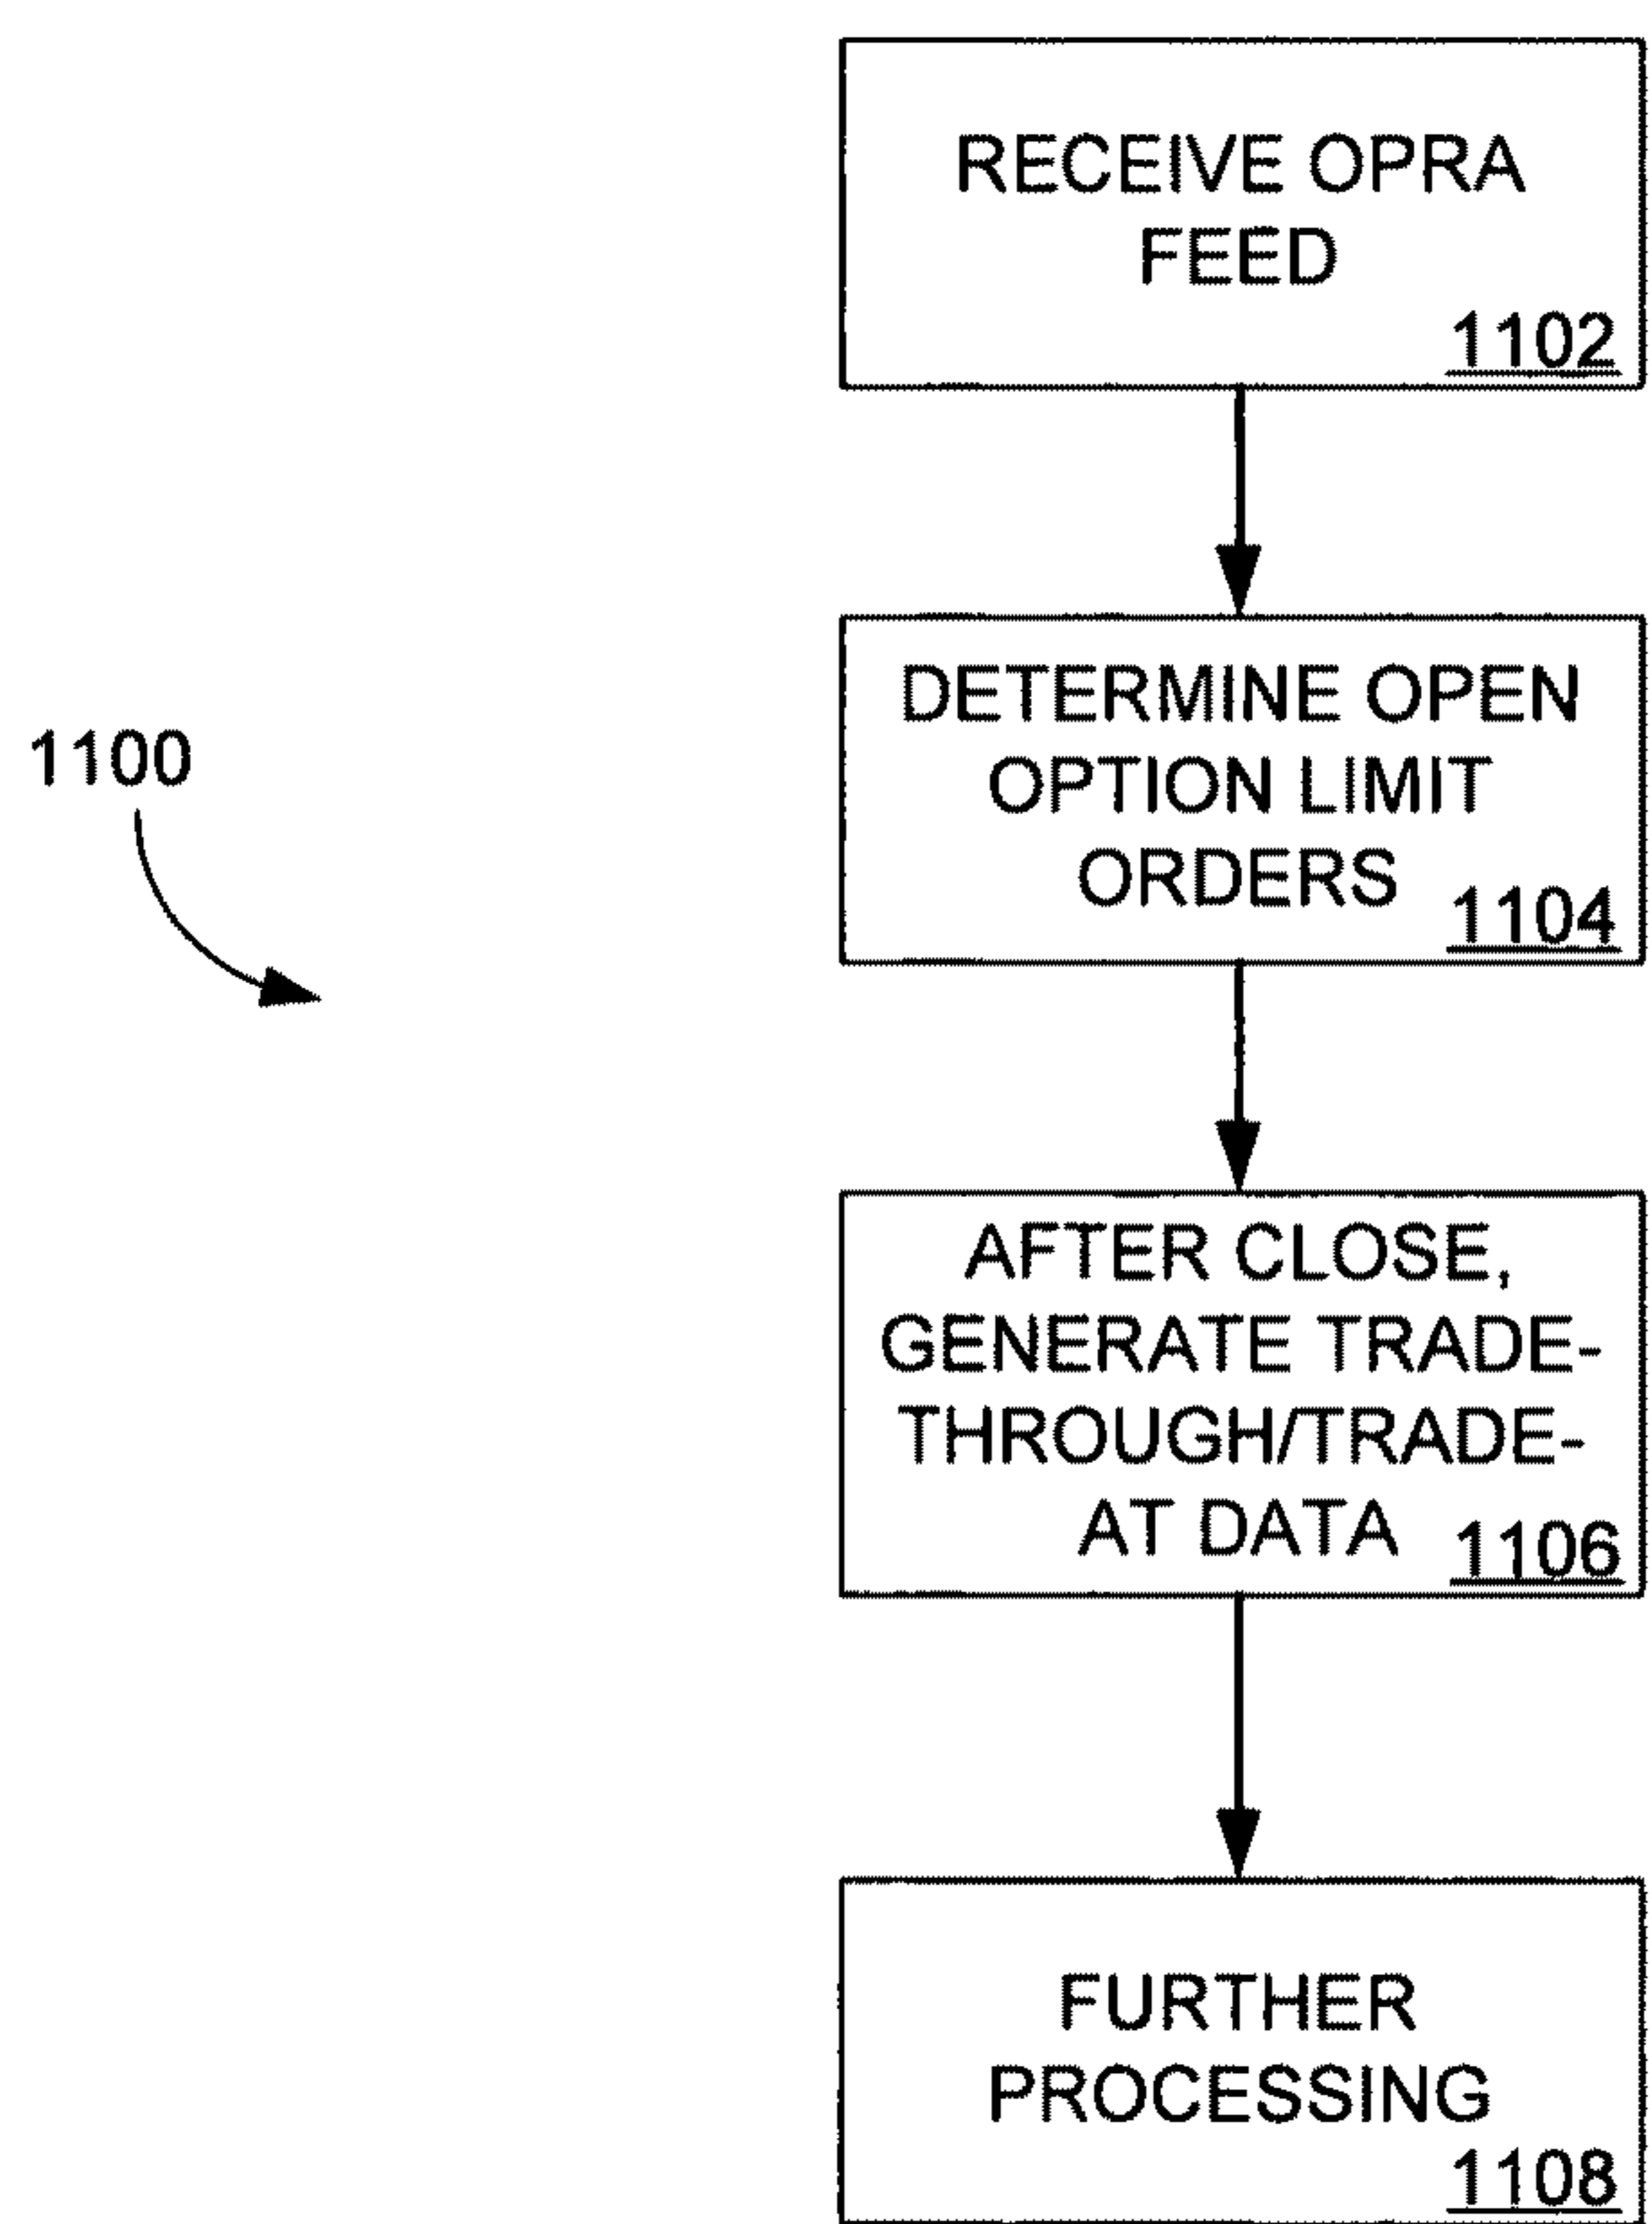 RECEIVE OPRA
FEED
1102
DETERMINE OPEN
OPTION LIMIT
ORDERS
1104
1100
AFTER CLOSE,
GENERATE TRADE-
THROUGH/TRADE-
AT DATA
1106
FURTHER
PROCESSING
1108